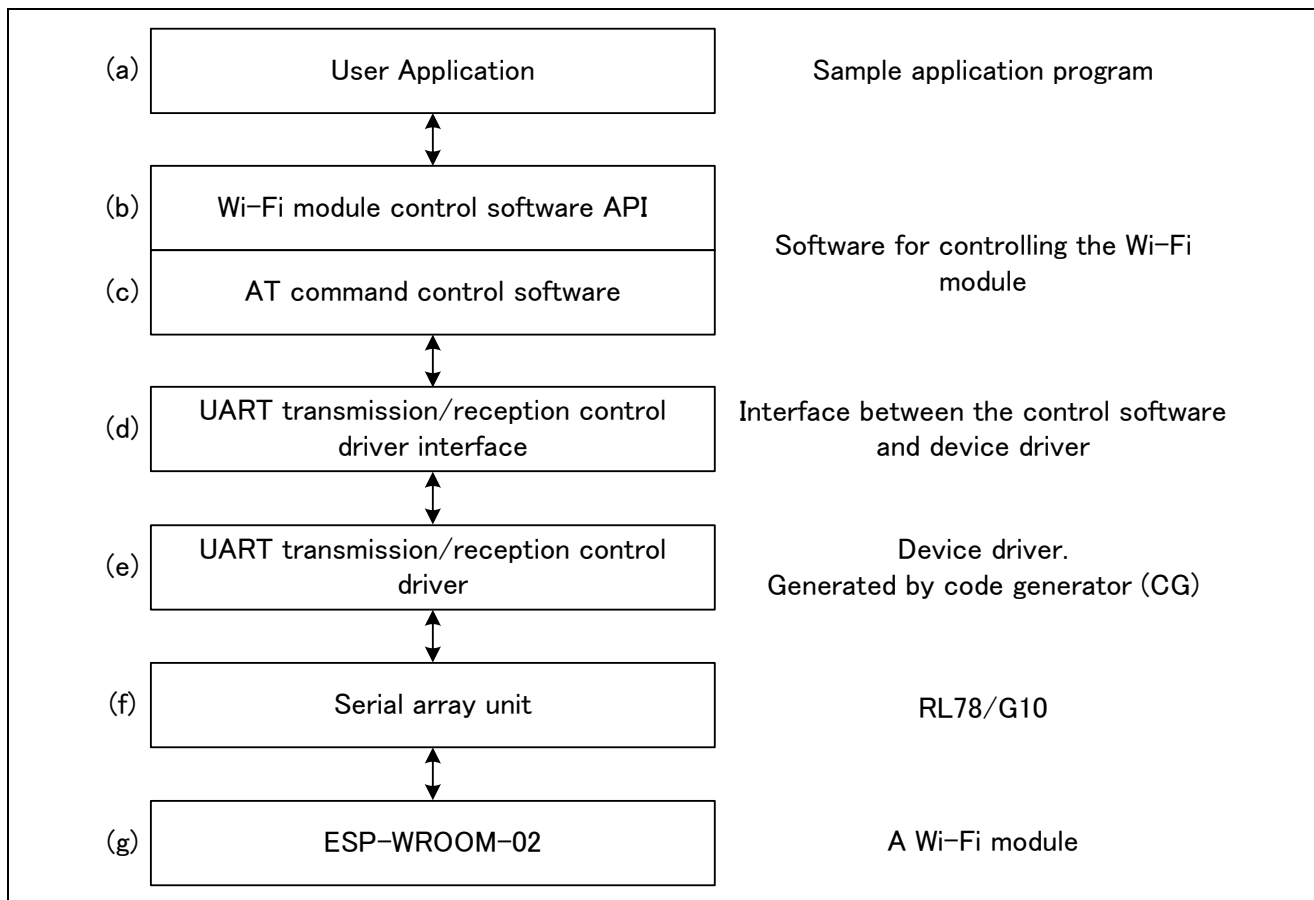 (a)
User Application
Sample application program
(b)
Wi-Fi module control software API
(c)
AT command control software
Software for controlling the Wi-Fi
module
(d)
UART transmission/reception control
driver interface
Interface between the control software
and device driver
(e)
UART transmission/reception control
driver
Device driver.
Generated by code generator (CG)
(f)
Serial array unit
RL78/G10
(g)
ESP-WROOM-02
A Wi-Fi module